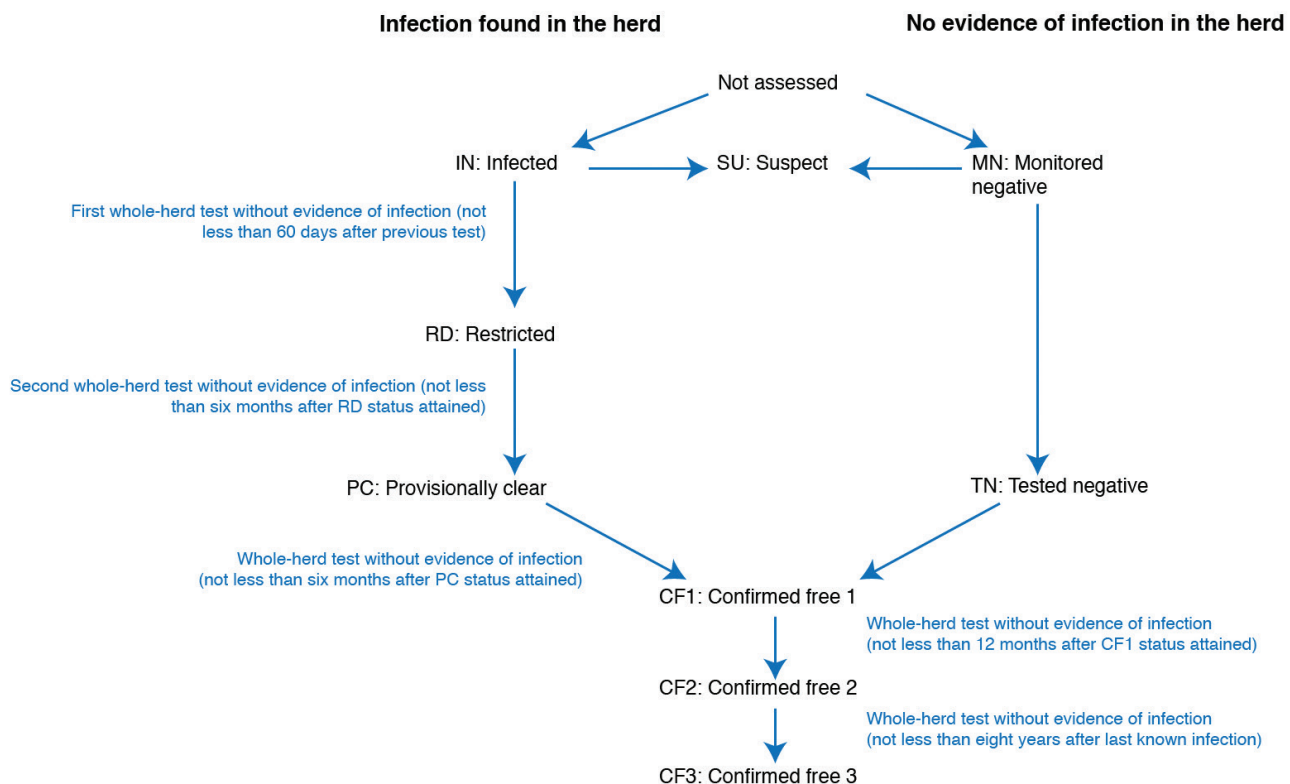 Infection found in the herd
No evidence of infection in the herd
Not assessed
IN: Infected
SU: Suspect
MN: Monitored
negative
First whole-herd test without evidence of infection (not
less than 60 days after previous test)
RD: Restricted
Second whole-herd test without evidence of infection (not less
than six months after RD status attained)
PC: Provisionally clear
TN: Tested negative
Whole-herd test without evidence of infection
(not less than six months after PC status attained)
CF1: Confirmed free 1
Whole-herd test without evidence of infection
(not less than 12 months after CF1 status attained)
CF2: Confirmed free 2
Whole-herd test without evidence of infection
(not less than eight years after last known infection)
CF3: Confirmed free 3